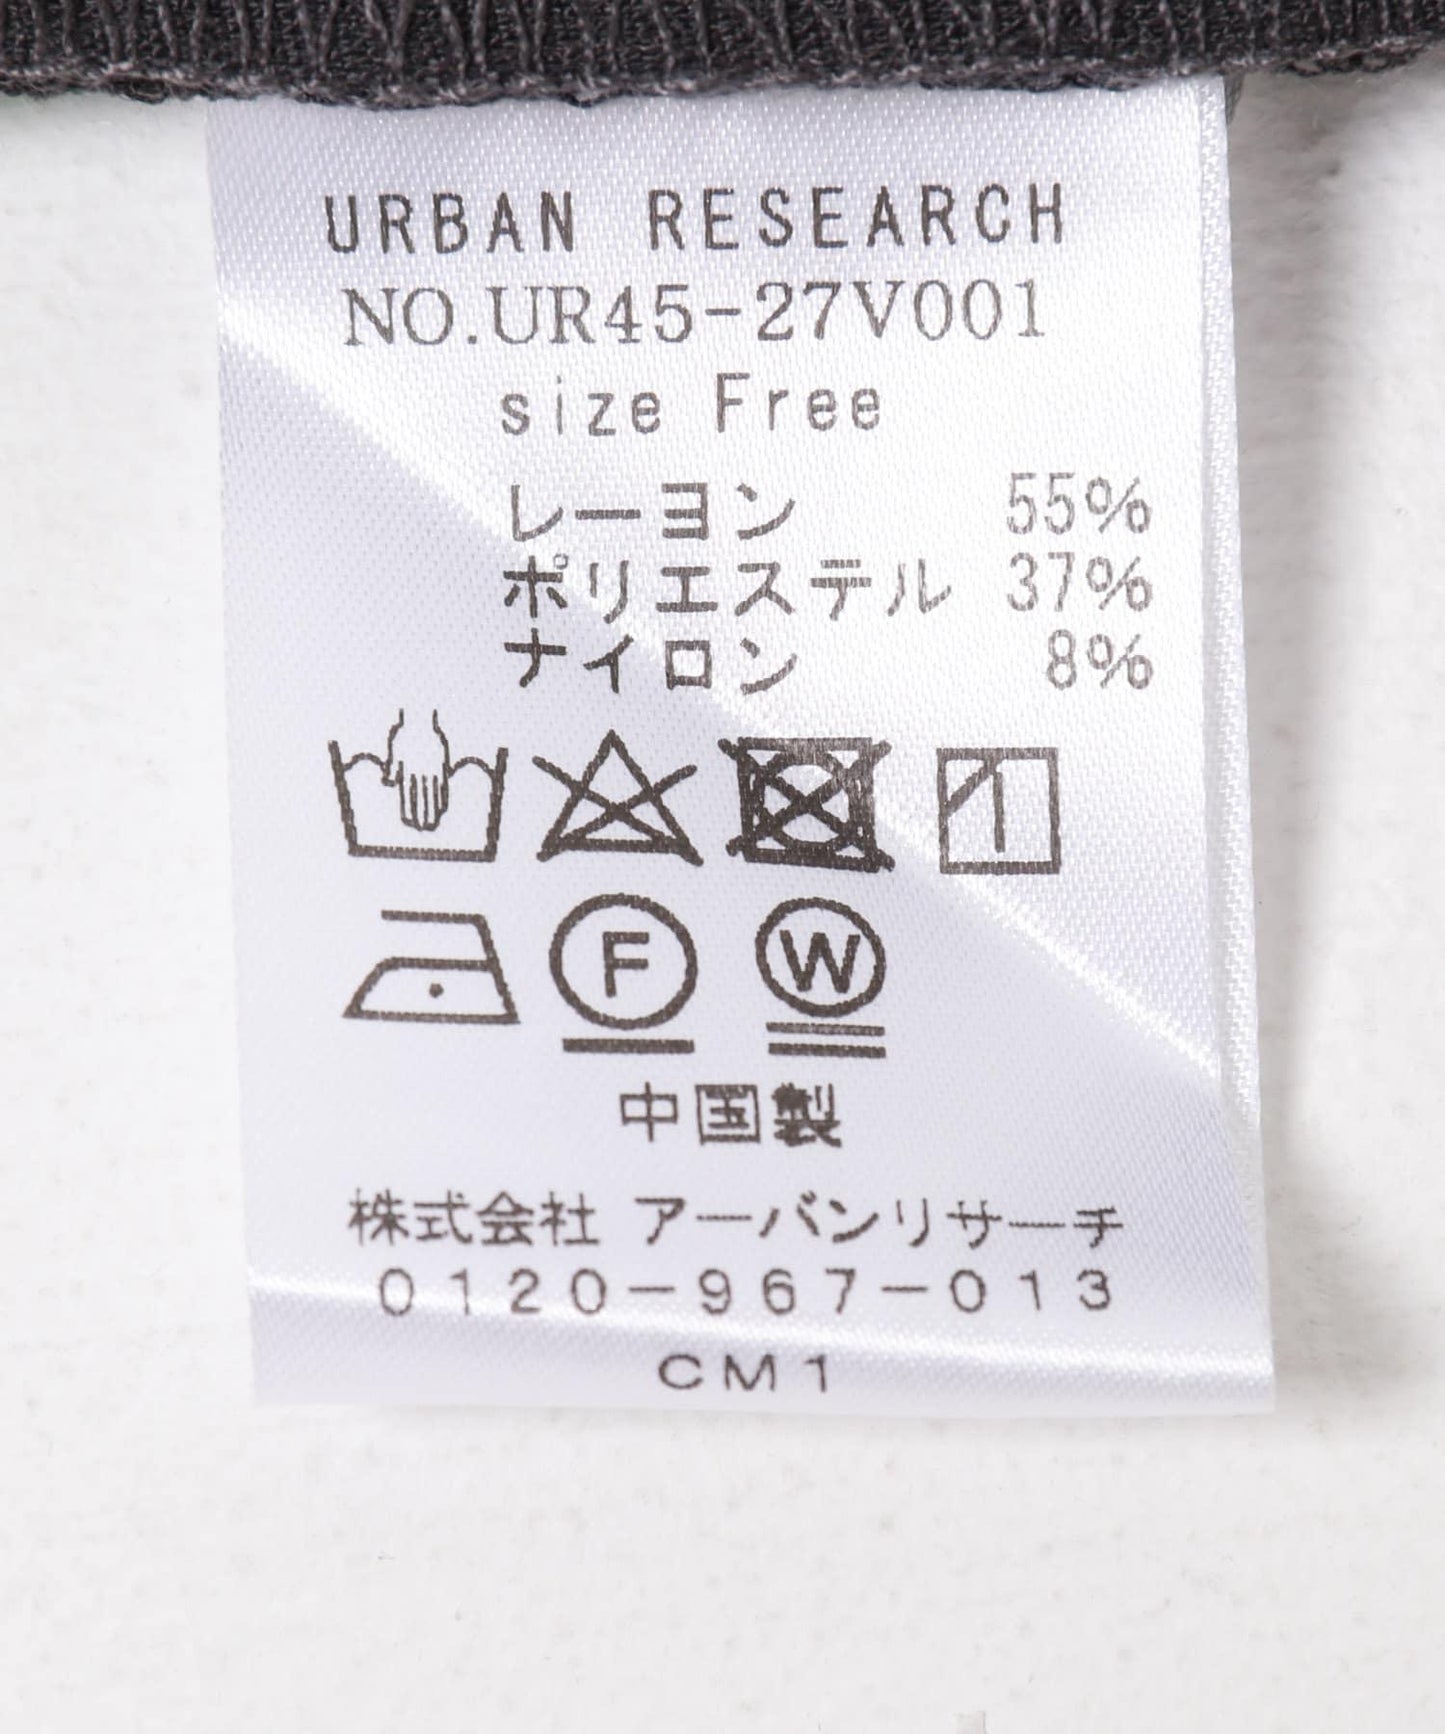 URBAN RESEARCH
NO.UR45-27V001
size Free
レーヨン 55%
ポリエステル 37%
ナイロン 8%
F W
中国製
株式会社 アーバンリサーチ
0120-967-013
CM1